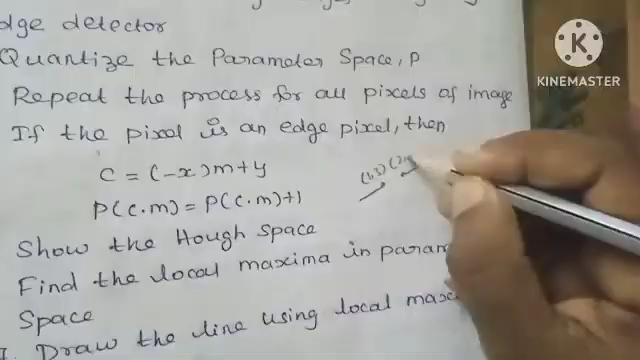 dge detector
Quantize the Parameter Space, P
Repeat the process for all pixels of image
If the pixel is an edge pixel, then
C = (-x)m+y
P(c.m) = P(c.m)+1
Show the Hough space
Find the local maxima in param
Space
Draw the line using local max
KINEMASTER